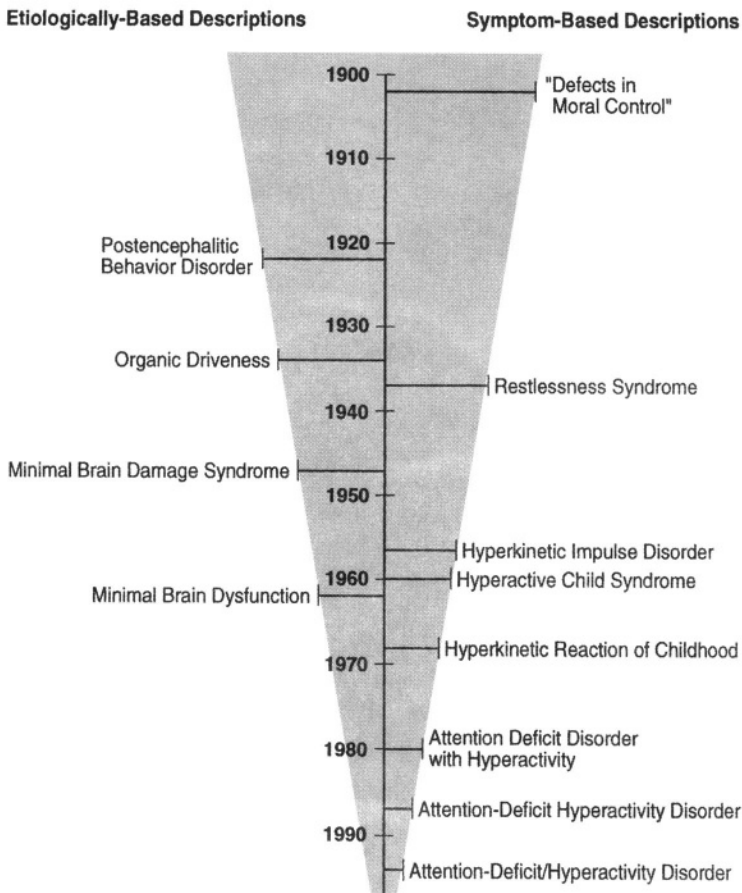 Etiologically-Based Descriptions
Symptom-Based Descriptions
1900
"Defects in
Moral Control"
1910
1920
Postencephalitic
Behavior Disorder
1930
Organic Driveness
Restlessness Syndrome
1940
Minimal Brain Damage Syndrome
1950
Hyperkinetic Impulse Disorder
1960
Hyperactive Child Syndrome
Minimal Brain Dysfunction
Hyperkinetic Reaction of Childhood
1970
Attention Deficit Disorder
with Hyperactivity
1980
Attention-Deficit Hyperactivity Disorder
1990
Attention-Deficit/Hyperactivity Disorder